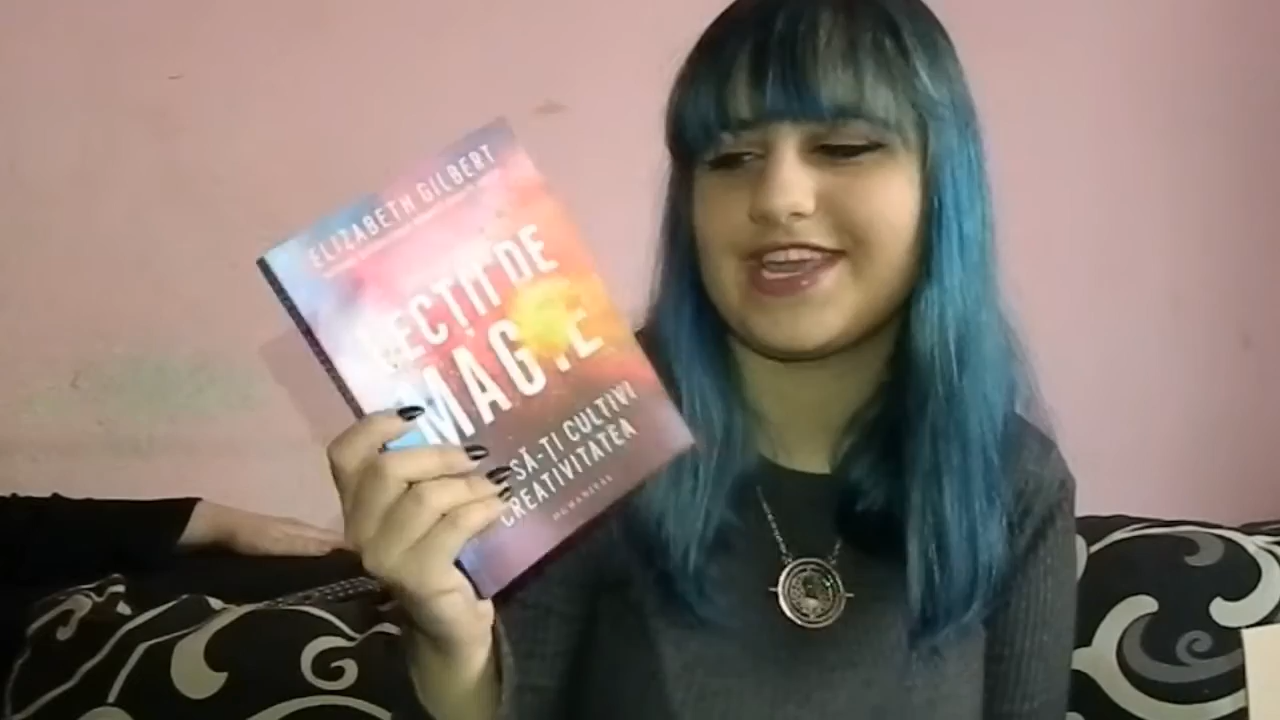 ELIZABETH GILBERT
LECȚII DE
MAGIE
SĂ-ȚI CULTIVI
CREATIVITATEA
HUMANITAS